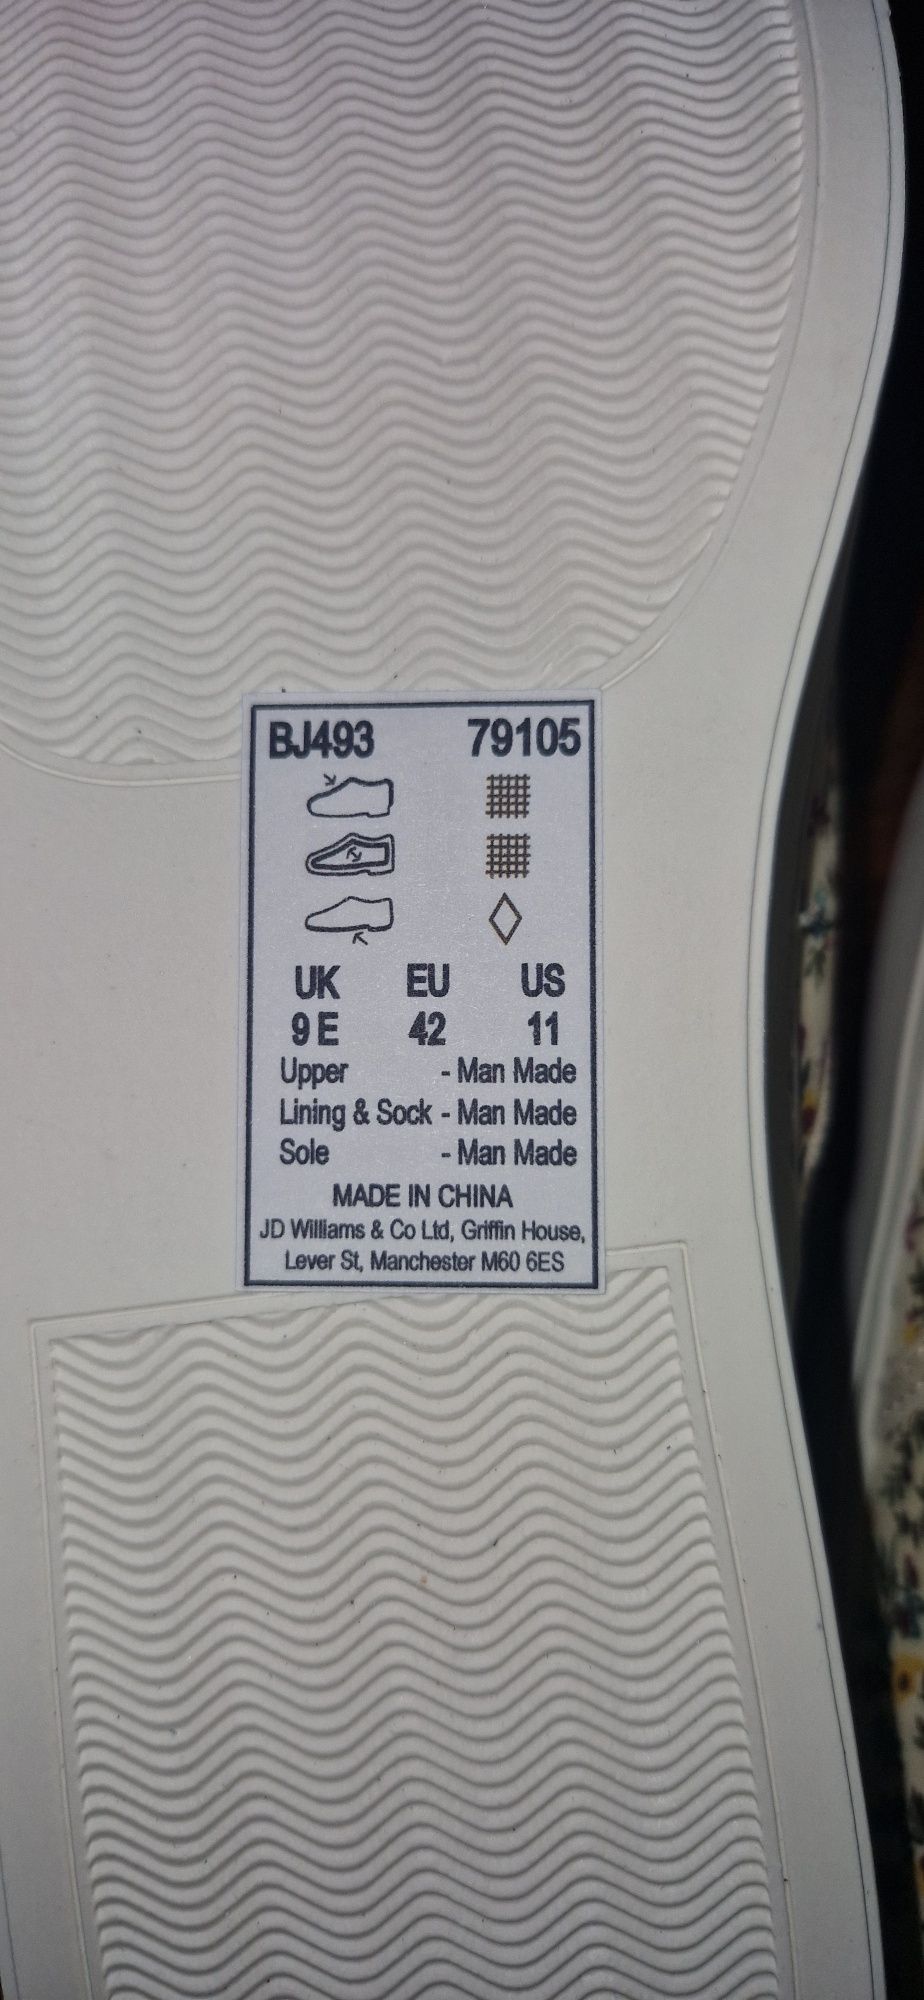 BJ493 79105
UK EU US
9 E 42 11
Upper - Man Made
Lining & Sock - Man Made
Sole - Man Made
MADE IN CHINA
JD Williams & Co Ltd, Griffin House,
Lever St, Manchester M60 6ES